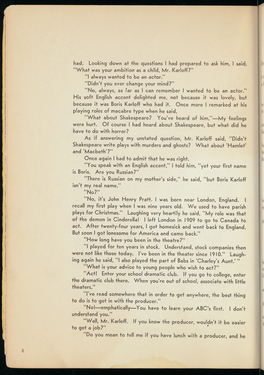 had. Looking down at the questions I had prepared to ask him, I said,
"What was your ambition as a child, Mr. Karloff?"
"I always wanted to be an actor."
"Didn't you ever change your mind?"
"No, always, as far as I can remember I wanted to be an actor."
His soft English accent delighted me, not because it was lovely, but
because it was Boris Karloff who had it. Once more I remarked at his
playing roles of macabre type when he said,
"What about Shakespeare? You've heard of him,"—My feelings
were hurt. Of course I had heard about Shakespeare, but what did he
have to do with horror?
As if answering my unstated question, Mr. Karloff said, "Didn't
Shakespeare write plays with murders and ghosts? What about 'Hamlet'
and 'Macbeth'?"
Once again I had to admit that he was right.
"You speak with an English accent," I told him, "yet your first name
is Boris. Are you Russian?"
"There is Russian on my mother's side," he said, "but Boris Karloff
isn't my real name."
"No?"
"No, it's John Henry Pratt. I was born near London, England. I
recall my first play when I was nine years old. We used to have parish
plays for Christmas." Laughing very heartily he said, "My role was that
of the demon in Cinderella! I left London in 1909 to go to Canada to
act. After twenty-four years, I got homesick and went back to England.
But soon I got lonesome for America and came back."
"How long have you been in the theatre?"
"I played for ten years in stock. Understand, stock companies then
were not like those today. I've been in the theatre since 1910." Laugh-
ing again he said, "I also played the part of Babs in 'Charley's Aunt.'"
"What is your advice to young people who wish to act?"
"Act! Enter your school dramatic club. If you go to college, enter
the dramatic club there. When you're out of school, associate with little
theaters."
"I've read somewhere that in order to get anywhere, the best thing
to do is to get in with the producer."
"No!—emphatically—You have to learn your ABC's first. I don't
understand you."
"Well, Mr. Karloff. If you know the producer, wouldn't it be easier
to get a job?"
"Do you mean to tell me if you have lunch with a producer, and he
8